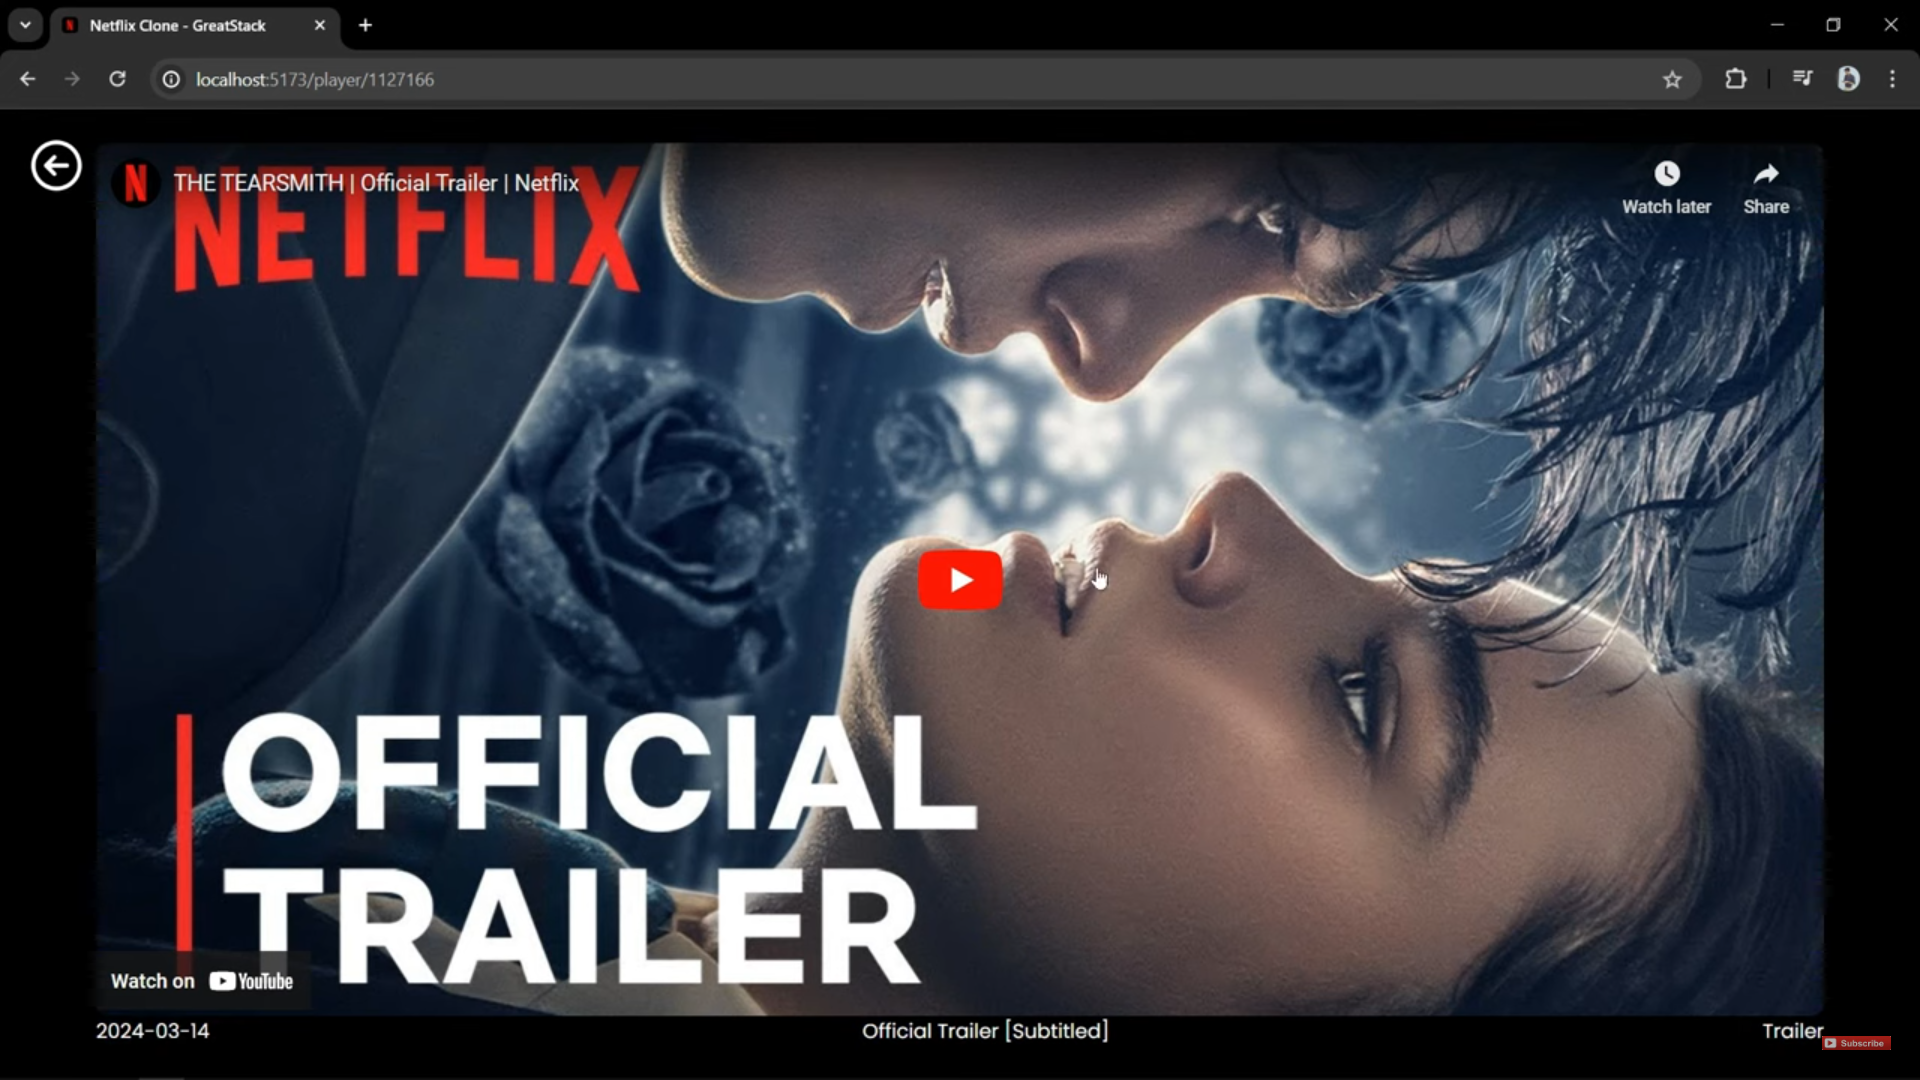 Netflix Clone - GreatStack
localhost:5173/player/1127166
THE TEARSMITH | Official Trailer | Netflix
NETFLIX
Watch later
Share
OFFICIAL
TRAILER
Watch on YouTube
2024-03-14
Official Trailer [Subtitled]
Trailer
Subscribe